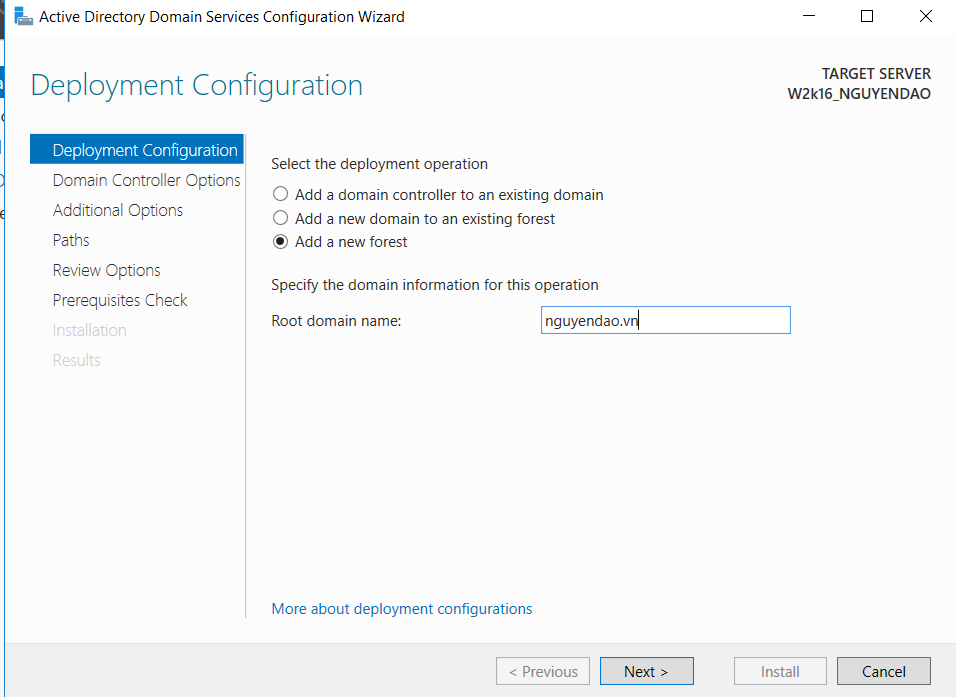 Active Directory Domain Services Configuration Wizard
Deployment Configuration
TARGET SERVER
W2k16_NGUYENDAO
Deployment Configuration
Domain Controller Options
Additional Options
Paths
Review Options
Prerequisites Check
Installation
Results
Select the deployment operation
Add a domain controller to an existing domain
Add a new domain to an existing forest
Add a new forest
Specify the domain information for this operation
Root domain name:
nguyendao.vn
More about deployment configurations
< Previous
Next >
Install
Cancel